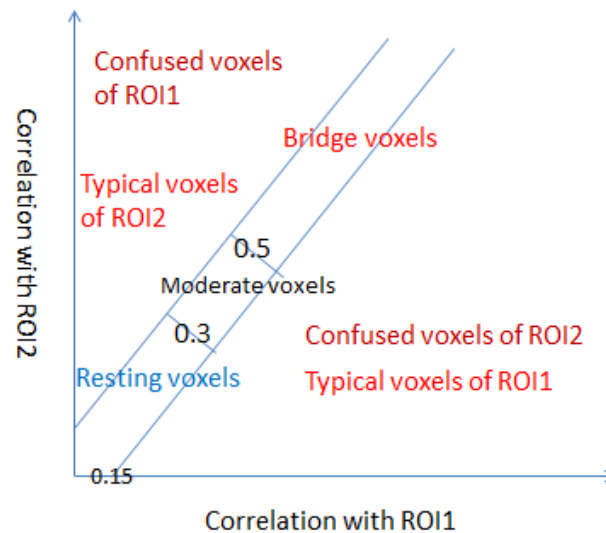 Confused voxels
of ROI1
Bridge voxels
Typical voxels
of ROI2
Correlation with ROI2
0.5
Moderate voxels
0.3
Confused voxels of ROI2
Resting voxels
Typical voxels of ROI1
0.15
Correlation with ROI1